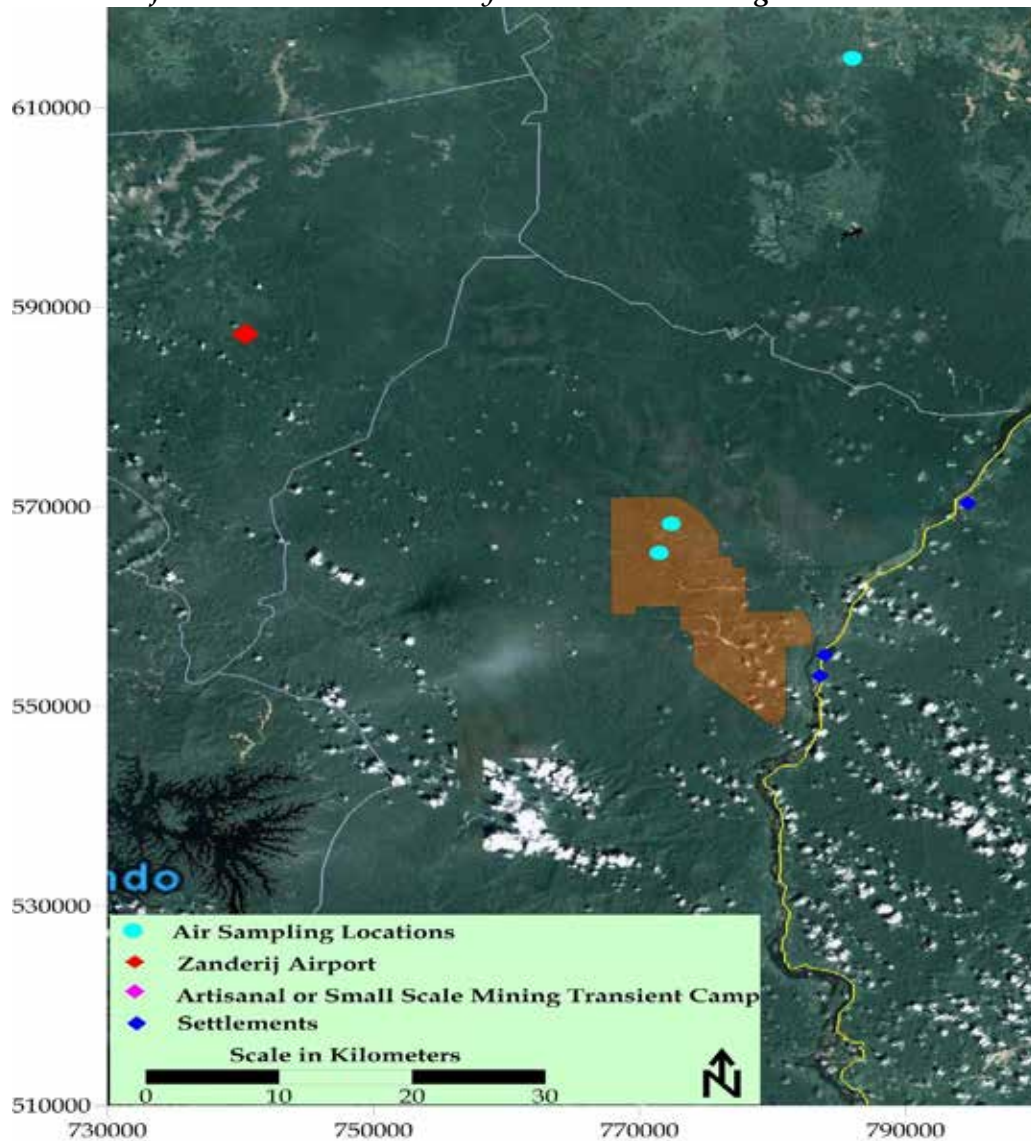 610000
590000
570000
550000
ndo
530000
Air Sampling Locations
Zanderij Airport
Artisanal or Small Scale Mining Transient Camp
Settlements
Scale in Kilometers
0 10 20 30
N
510000
730000 750000 770000 790000